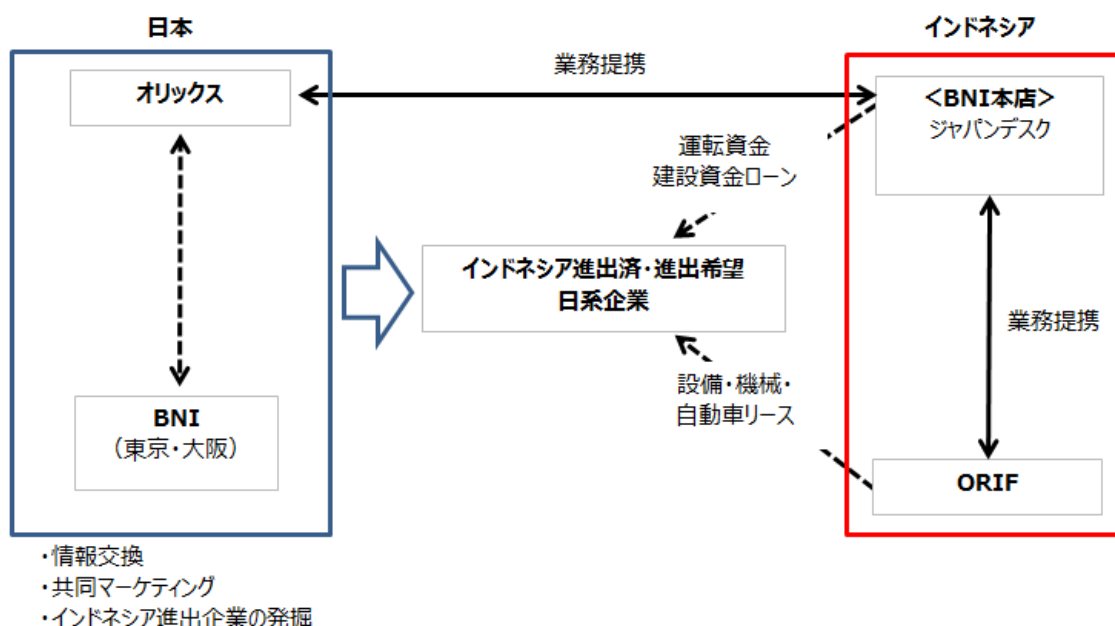 日本
インドネシア
オリックス
業務提携
<BNI本店>
ジャパンデスク
運転資金
建設資金ローン
インドネシア進出済・進出希望
日系企業
業務提携
設備・機械・
自動車リース
BNI
(東京・大阪)
ORIF
・情報交換
・共同マーケティング
・インドネシア進出企業の発掘